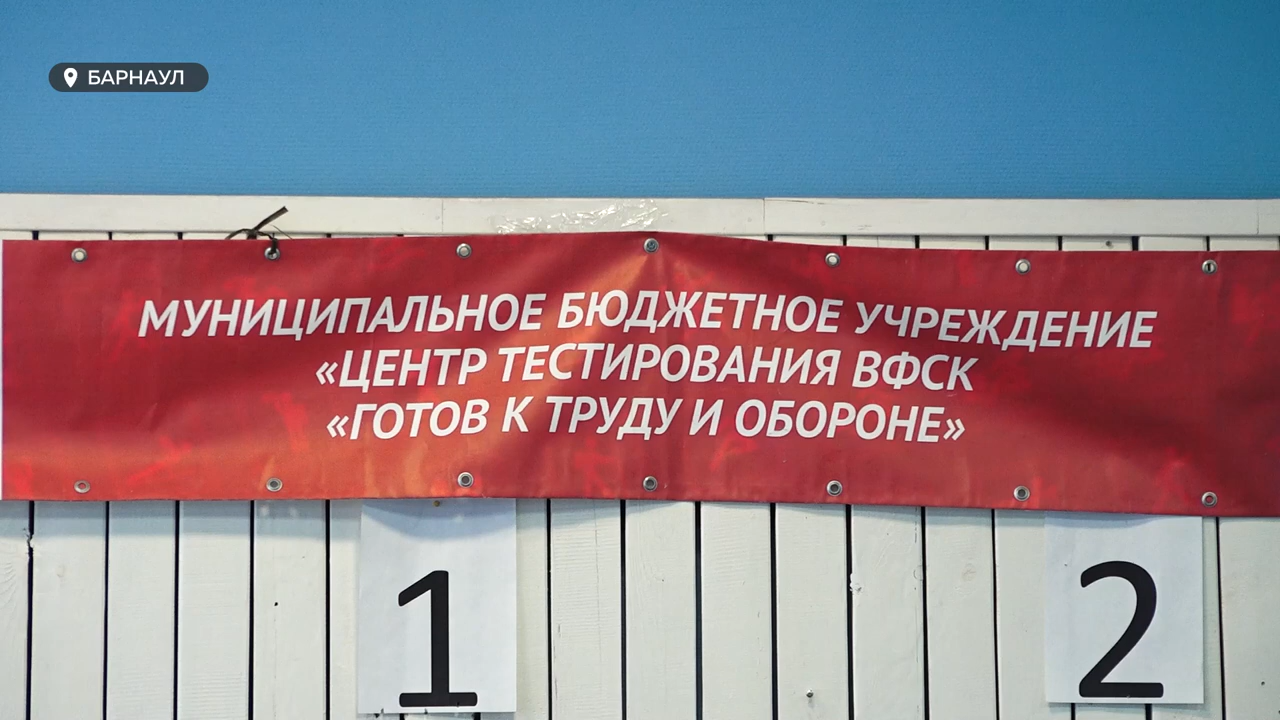 БАРНАУЛ
МУНИЦИПАЛЬНОЕ БЮДЖЕТНОЕ УЧРЕЖДЕНИЕ
«ЦЕНТР ТЕСТИРОВАНИЯ ВФСК
«ГОТОВ К ТРУДУ И ОБОРОНЕ»
1
2